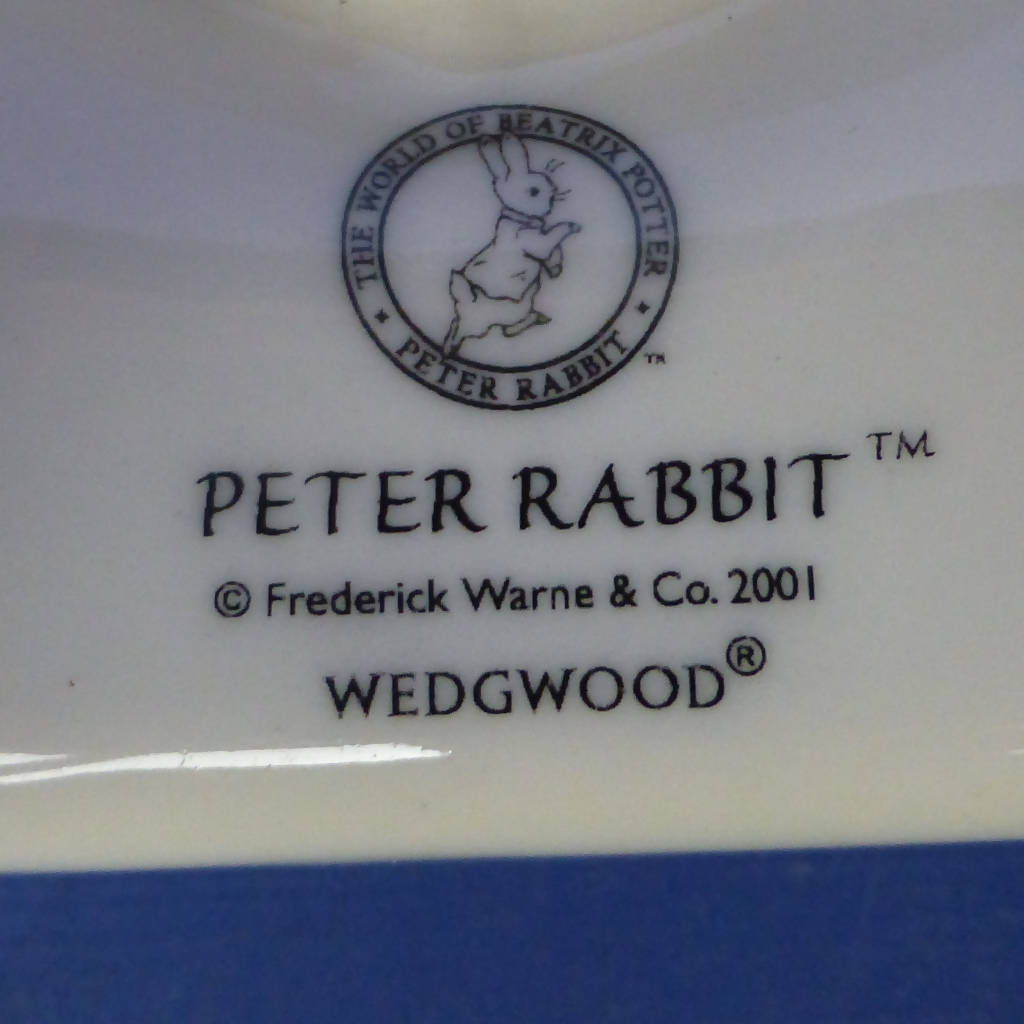 THE WORLD OF BEATRIX POTTER
PETER RABBIT TM
PETER RABBIT TM
© Frederick Warne & Co. 2001
WEDGWOOD®